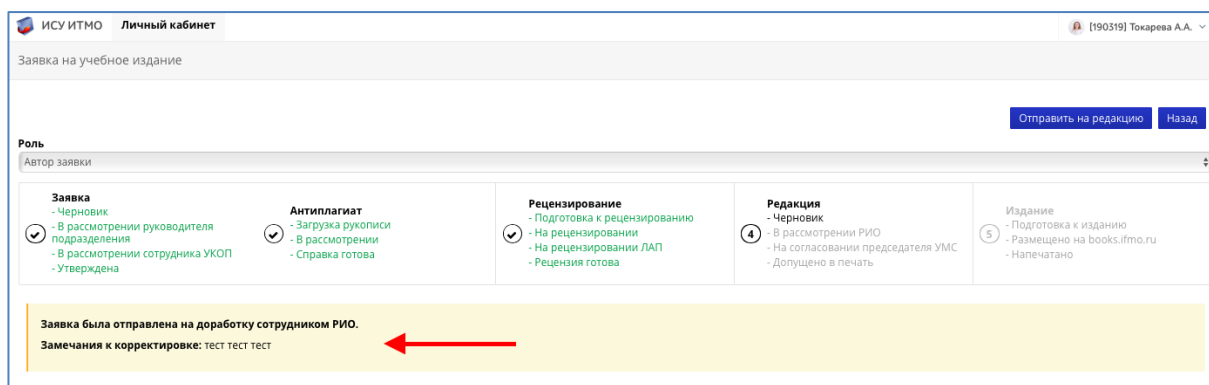 ИСУ ИТМО Личный кабинет [190319] Токарева А.А.
Заявка на учебное издание
Отправить на редакцию Назад
Роль
Автор заявки
Заявка
- Черновик
- В рассмотрении руководителя
подразделения
- В рассмотрении сотрудника УКОП
- Утверждена
Антиплагиат
- Загрузка рукописи
- В рассмотрении
- Справка готова
Рецензирование
- Подготовка к рецензированию
- На рецензировании
- На рецензировании ЛАП
- Рецензия готова
4
Редакция
- Черновик
- В рассмотрении РИО
- На согласовании председателя УМС
- Допущено в печать
5
Издание
- Подготовка к изданию
- Размещено на books.ifmo.ru
- Напечатано
Заявка была отправлена на доработку сотрудником РИО.
Замечания к корректировке: тест тест тест